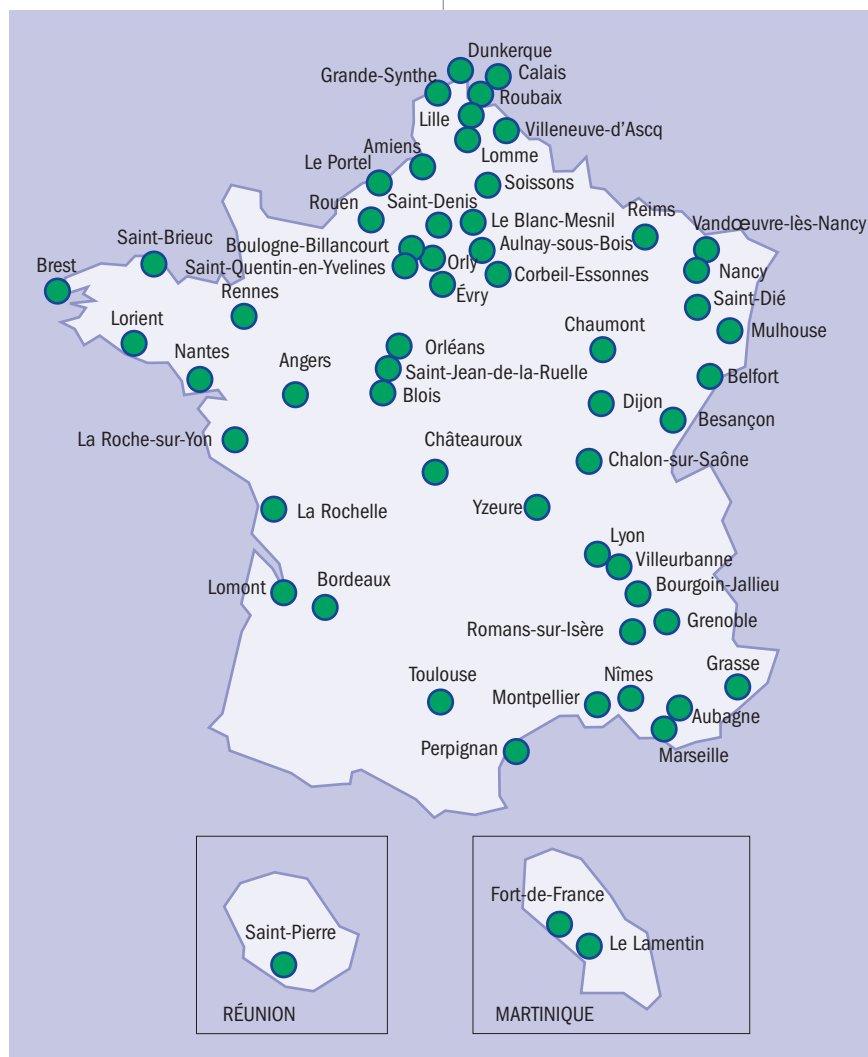 Dunkerque
Grande-Synthe
Calais
Roubaix
Lille
Villeneuve-d'Ascq
Amiens
Lomme
Le Portel
Soissons
Rouen
Saint-Denis
Le Blanc-Mesnil
Reims
Vandœuvre-lès-Nancy
Saint-Brieuc
Boulogne-Billancourt
Aulnay-sous-Bois
Brest
Saint-Quentin-en-Yvelines
Orly
Corbeil-Essonnes
Nancy
Rennes
Évry
Saint-Dié
Lorient
Chaumont
Mulhouse
Nantes
Angers
Orléans
Saint-Jean-de-la-Ruelle
Belfort
Blois
Dijon
Besançon
La Roche-sur-Yon
Châteauroux
Chalon-sur-Saône
La Rochelle
Yzeure
Lyon
Villeurbanne
Lomont
Bordeaux
Bourgoin-Jallieu
Romans-sur-Isère
Grenoble
Toulouse
Montpellier
Nîmes
Grasse
Aubagne
Perpignan
Marseille
Saint-Pierre
RÉUNION
Fort-de-France
Le Lamentin
MARTINIQUE